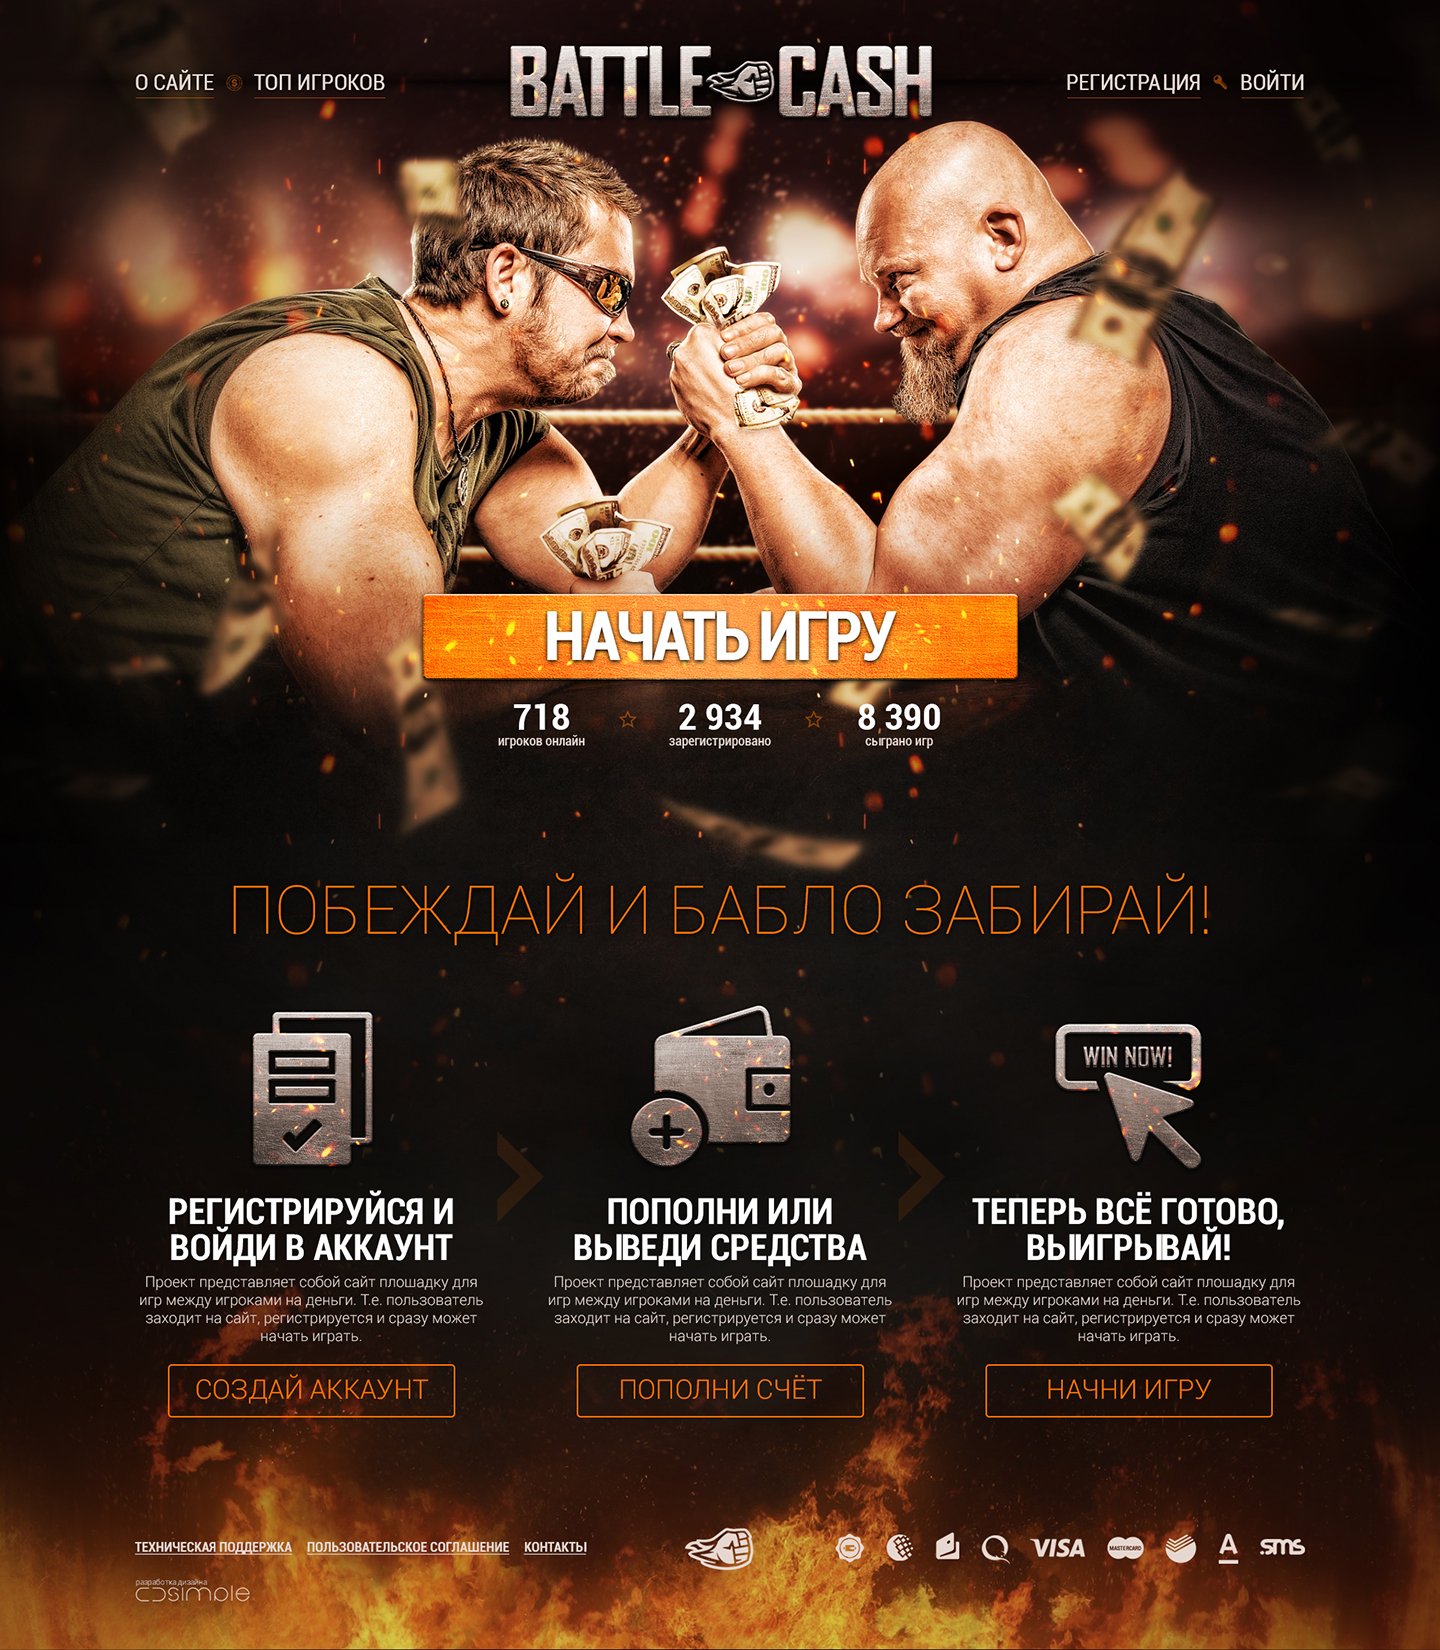 О САЙТЕ
ТОП ИГРОКОВ
BATTLE CASH
РЕГИСТРАЦИЯ
ВОЙТИ
НАЧАТЬ ИГРУ
718
игроков онлайн
2 934
зарегистрировано
8 390
сыграно игр
ПОБЕЖДАЙ И БАБЛО ЗАБИРАЙ!
РЕГИСТРИРУЙСЯ И
ВОЙДИ В АККАУНТ
Проект представляет собой сайт плошадку для
игр между игроками на деньги. Т.е. пользователь
заходит на сайт, регистрируется и сразу может
начать играть.
СОЗДАЙ АККАУНТ
ПОПОЛНИ ИЛИ
ВЫВЕДИ СРЕДСТВА
Проект представляет собой сайт плошадку для
игр между игроками на деньги. Т.е. пользователь
заходит на сайт, регистрируется и сразу может
начать играть.
ПОПОЛНИ СЧЁТ
WIN NOW!
ТЕПЕРЬ ВСЁ ГОТОВО,
ВЫИГРЫВАЙ!
Проект представляет собой сайт плошадку для
игр между игроками на деньги. Т.е. пользователь
заходит на сайт, регистрируется и сразу может
начать играть.
НАЧНИ ИГРУ
ТЕХНИЧЕСКАЯ ПОДДЕРЖКА
ПОЛЬЗОВАТЕЛЬСКОЕ СОГЛАШЕНИЕ
КОНТАКТЫ
VISA
MASTERCARD
sms
разработка дизайна